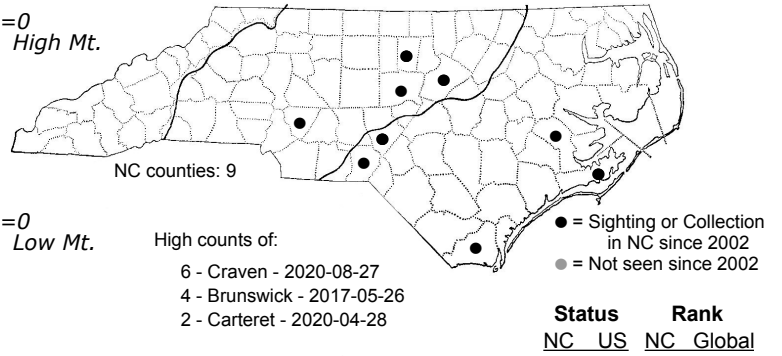 =0
High Mt.
NC counties: 9
=0
Low Mt.
High counts of:
6 - Craven - 2020-08-27
4 - Brunswick - 2017-05-26
2 - Carteret - 2020-04-28
= Sighting or Collection
in NC since 2002
= Not seen since 2002
Status Rank
NC US NC Global